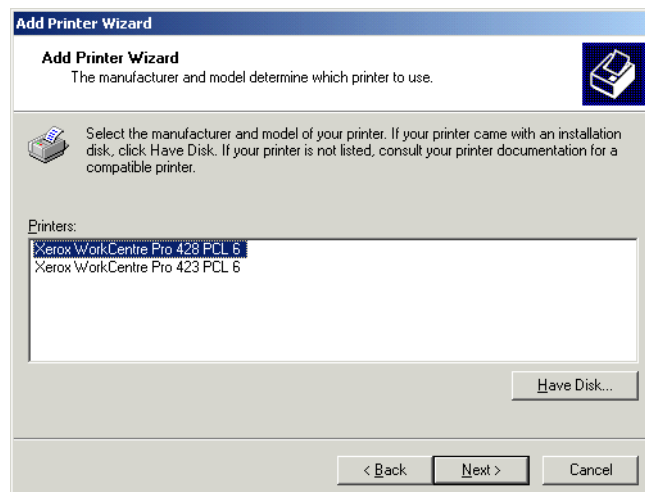 Add Printer Wizard
Add Printer Wizard
The manufacturer and model determine which printer to use.
Select the manufacturer and model of your printer. If your printer came with an installation
disk, click Have Disk. If your printer is not listed, consult your printer documentation for a
compatible printer.
Printers:
Xerox WorkCentre Pro 428 PCL 6
Xerox WorkCentre Pro 423 PCL 6
Have Disk...
< Back
Next >
Cancel